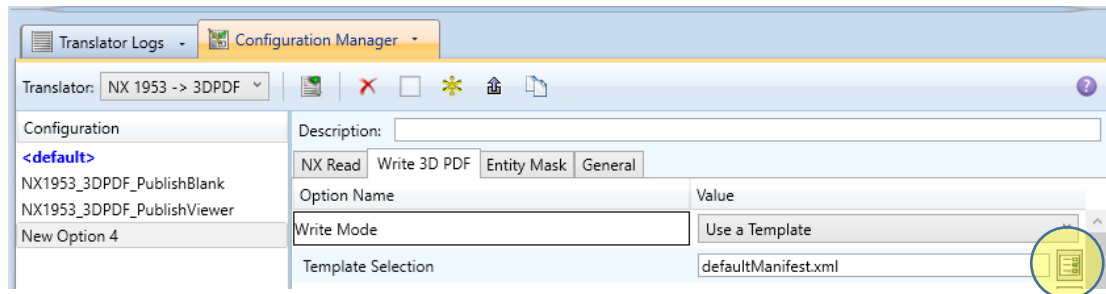 Translator Logs
Configuration Manager
Translator: NX 1953 -> 3DPDF
Configuration
<default>
NX1953_3DPDF_PublishBlank
NX1953_3DPDF_PublishViewer
New Option 4
Description:
NX Read Write 3D PDF Entity Mask General
Option Name Value
Write Mode Use a Template
Template Selection defaultManifest.xml